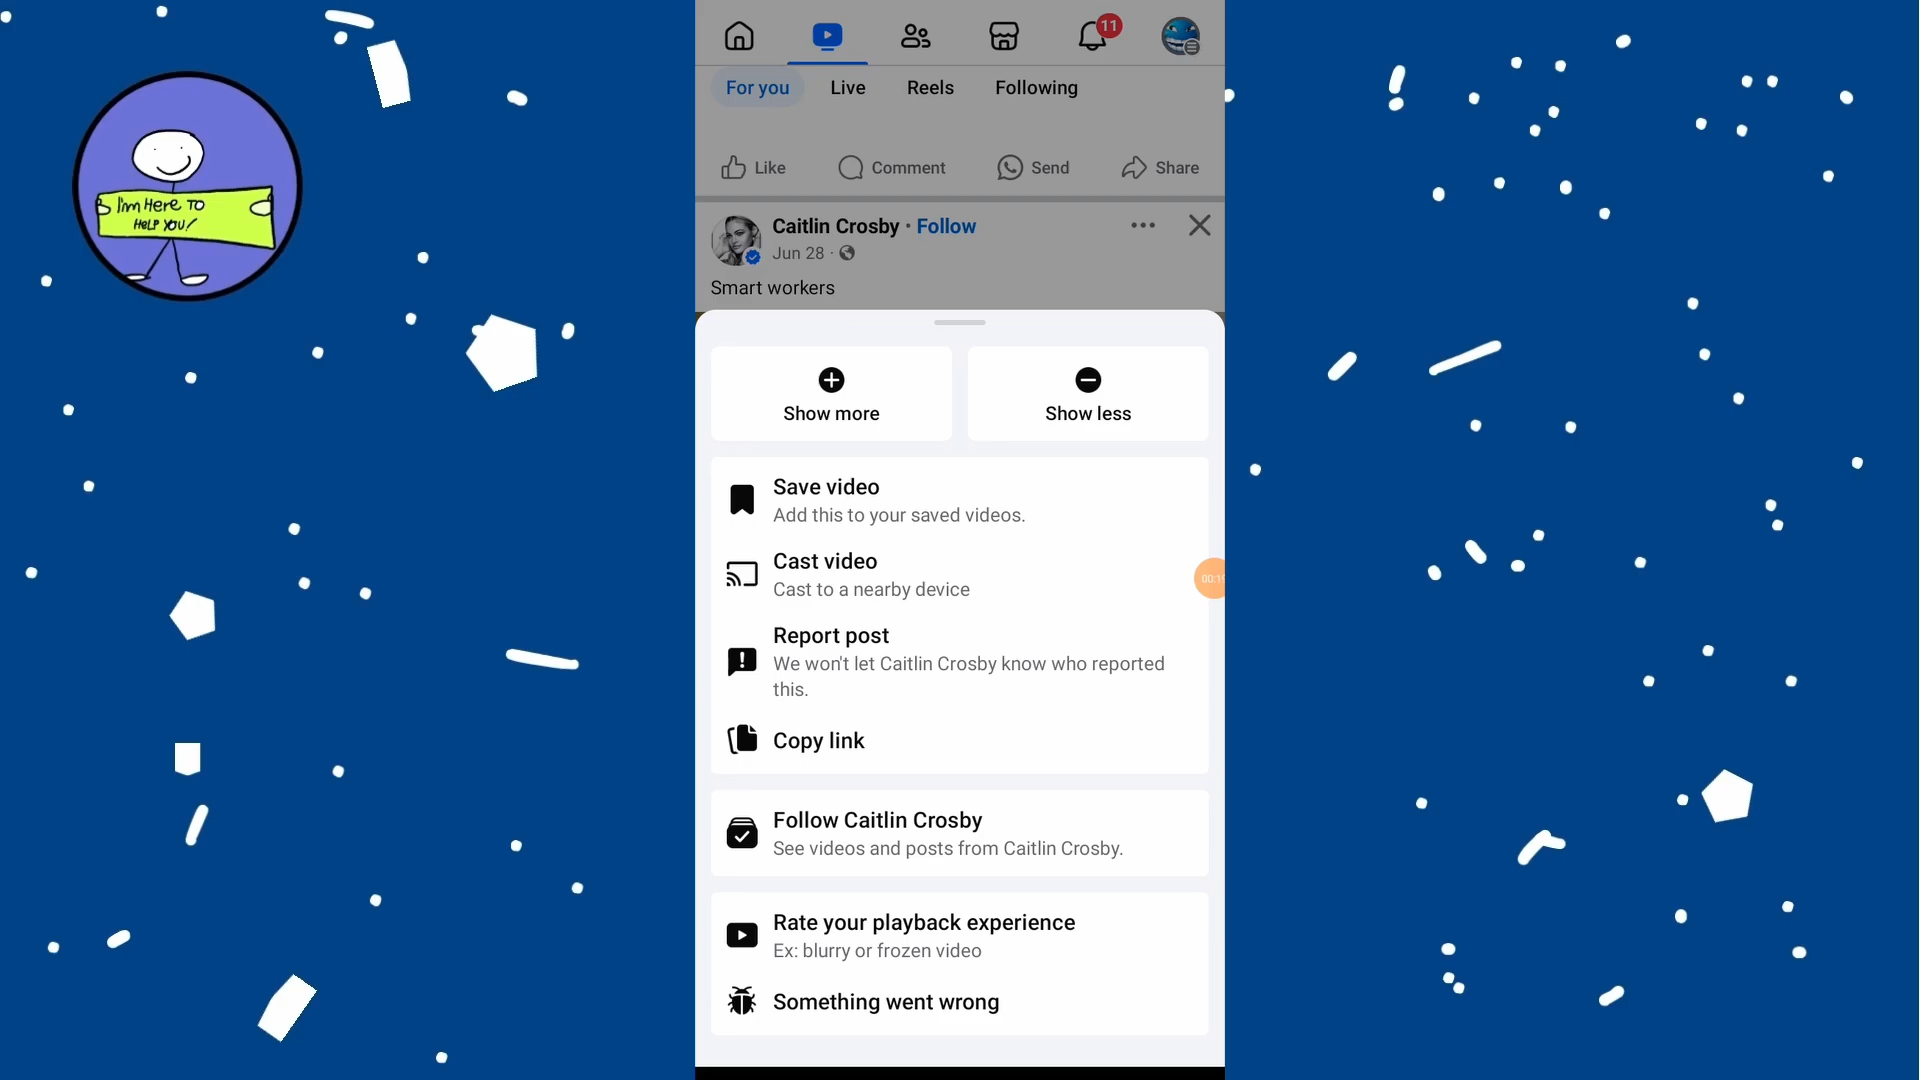 11
For you
Live
Reels
Following
Like
Comment
Send
Share
Caitlin Crosby · Follow
Jun 28 ·
Smart workers
I'm Here To
Help You!
Show more
Show less
Save video
Add this to your saved videos.
Cast video
Cast to a nearby device
Report post
We won't let Caitlin Crosby know who reported
this.
Copy link
Follow Caitlin Crosby
See videos and posts from Caitlin Crosby.
Rate your playback experience
Ex: blurry or frozen video
Something went wrong